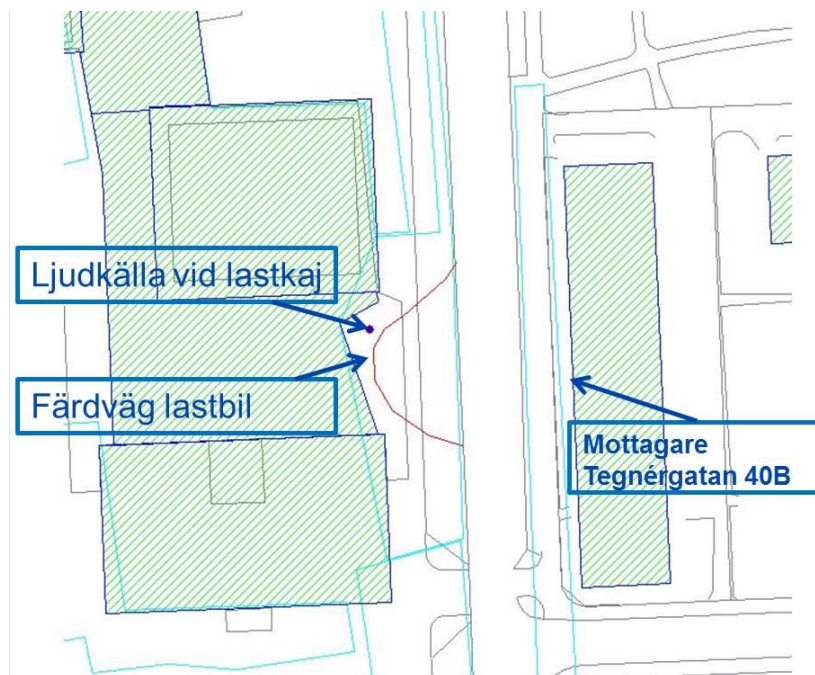 Ljudkälla vid lastkaj
Färdväg lastbil
Mottagare
Tegnérgatan 40B